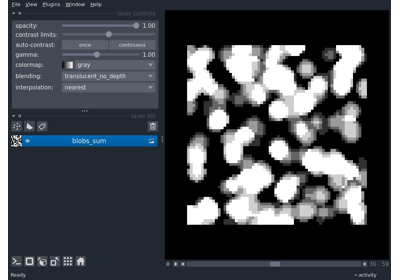 File View Plugins Window Help
layer controls
opacity: 1.00
contrast limits:
auto-contrast: once continuous
gamma: 1.00
colormap: gray
blending: translucent_no_depth
interpolation: nearest
layer list
blobs_sum
30 59
Ready
activity